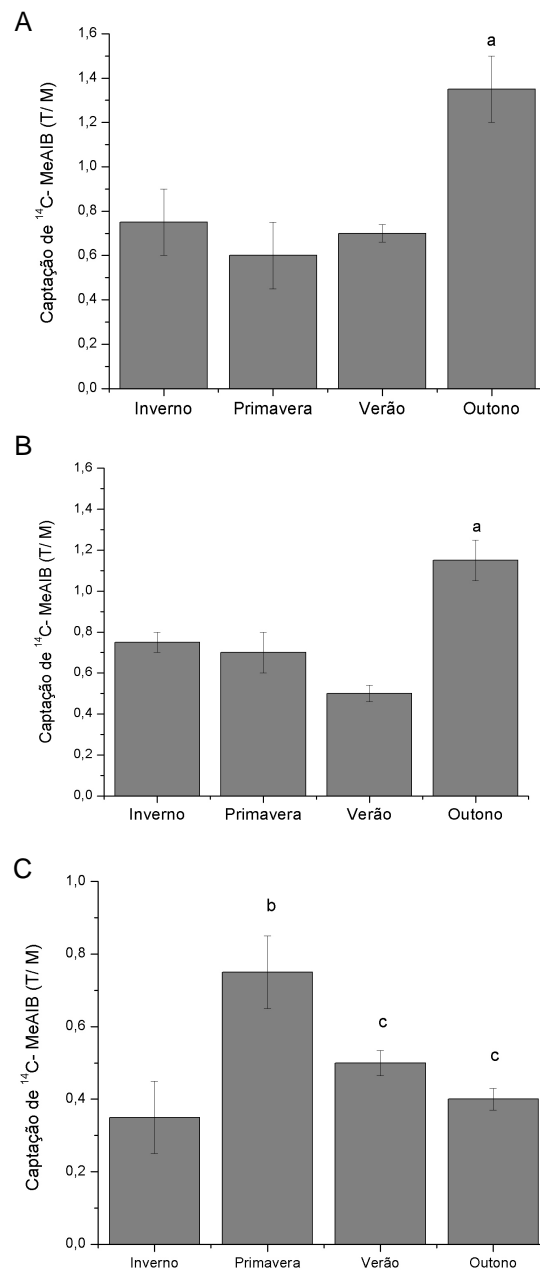 A
a
Captação de ¹⁴C- MeAIB (T/ M)
1,6
1,4
1,2
1,0
0,8
0,6
0,4
0,2
0,0
Inverno Primavera Verão Outono
B
a
Captação de ¹⁴C- MeAIB (T/ M)
1,6
1,4
1,2
1,0
0,8
0,6
0,4
0,2
0,0
Inverno Primavera Verão Outono
C
b
c
c
Captação de ¹⁴C- MeAIB (T/ M)
1,0
0,8
0,6
0,4
0,2
0,0
Inverno Primavera Verão Outono